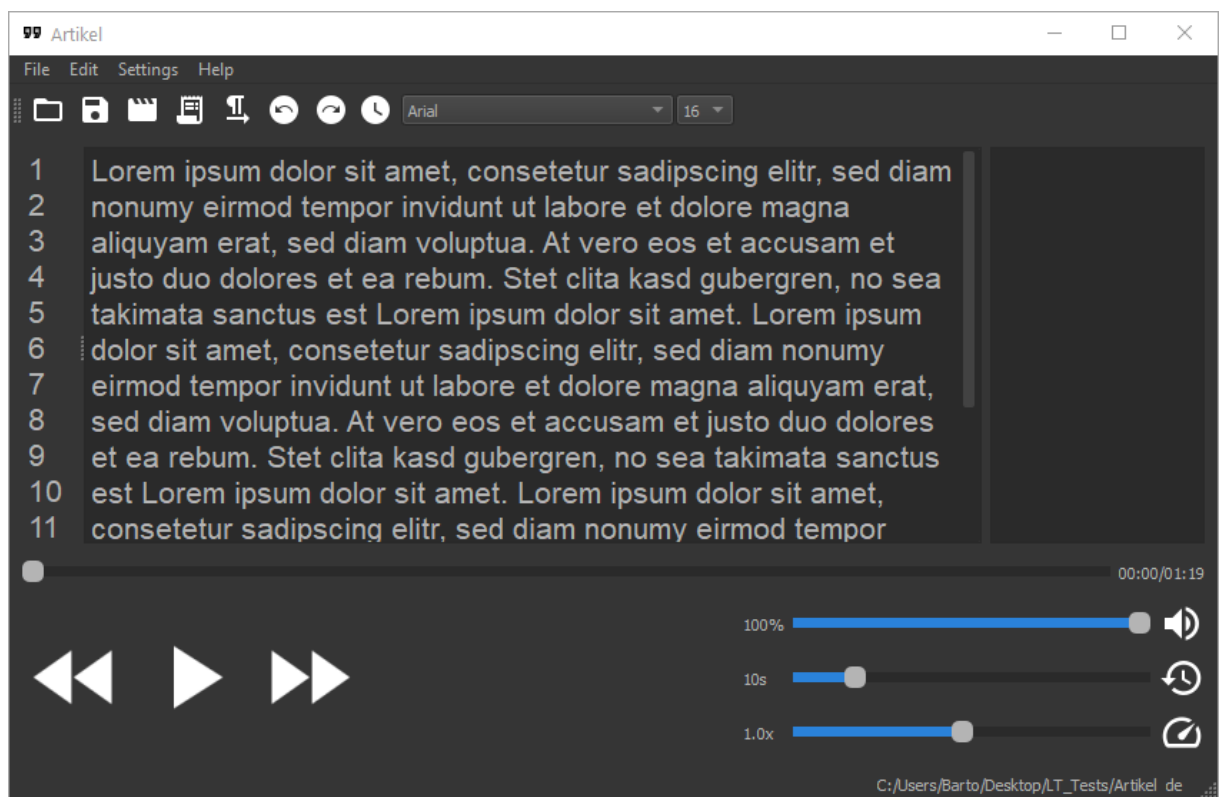 Artikel
File Edit Settings Help
Arial 16
1 Lorem ipsum dolor sit amet, consetetur sadipscing elitr, sed diam
2 nonumy eirmod tempor invidunt ut labore et dolore magna
3 aliquyam erat, sed diam voluptua. At vero eos et accusam et
4 justo duo dolores et ea rebum. Stet clita kasd gubergren, no sea
5 takimata sanctus est Lorem ipsum dolor sit amet. Lorem ipsum
6 dolor sit amet, consetetur sadipscing elitr, sed diam nonumy
7 eirmod tempor invidunt ut labore et dolore magna aliquyam erat,
8 sed diam voluptua. At vero eos et accusam et justo duo dolores
9 et ea rebum. Stet clita kasd gubergren, no sea takimata sanctus
10 est Lorem ipsum dolor sit amet. Lorem ipsum dolor sit amet,
11 consetetur sadipscing elitr, sed diam nonumy eirmod tempor
00:00/01:19
100%
10s
1.0x
C:/Users/Barto/Desktop/LT_Tests/Artikel de